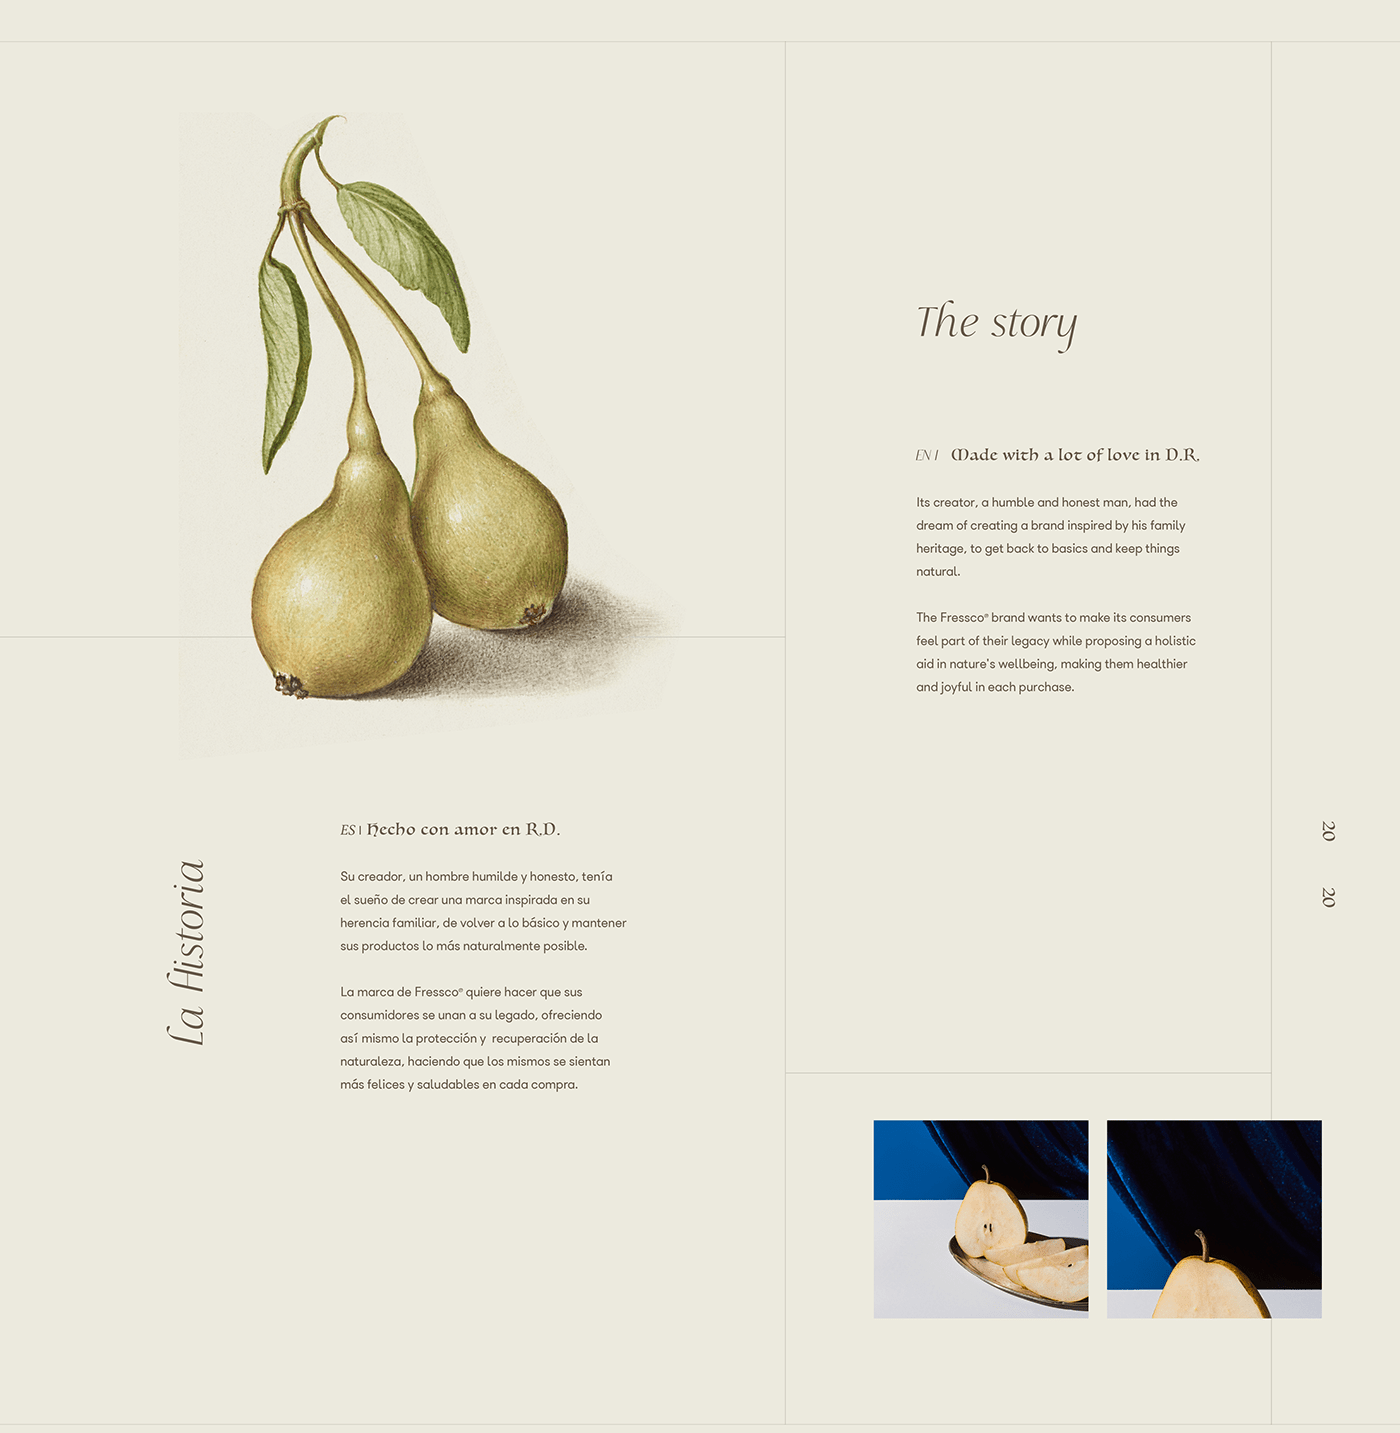 The story
EN | Made with a lot of love in D.R.
Its creator, a humble and honest man, had the
dream of creating a brand inspired by his family
heritage, to get back to basics and keep things
natural.
The Fressco® brand wants to make its consumers
feel part of their legacy while proposing a holistic
aid in nature's wellbeing, making them healthier
and joyful in each purchase.
20
20
La Historia
ES | Hecho con amor en R.D.
Su creador, un hombre humilde y honesto, tenía
el sueño de crear una marca inspirada en su
herencia familiar, de volver a lo básico y mantener
sus productos lo más naturalmente posible.
La marca de Fressco® quiere hacer que sus
consumidores se unan a su legado, ofreciendo
así mismo la protección y recuperación de la
naturaleza, haciendo que los mismos se sientan
más felices y saludables en cada compra.